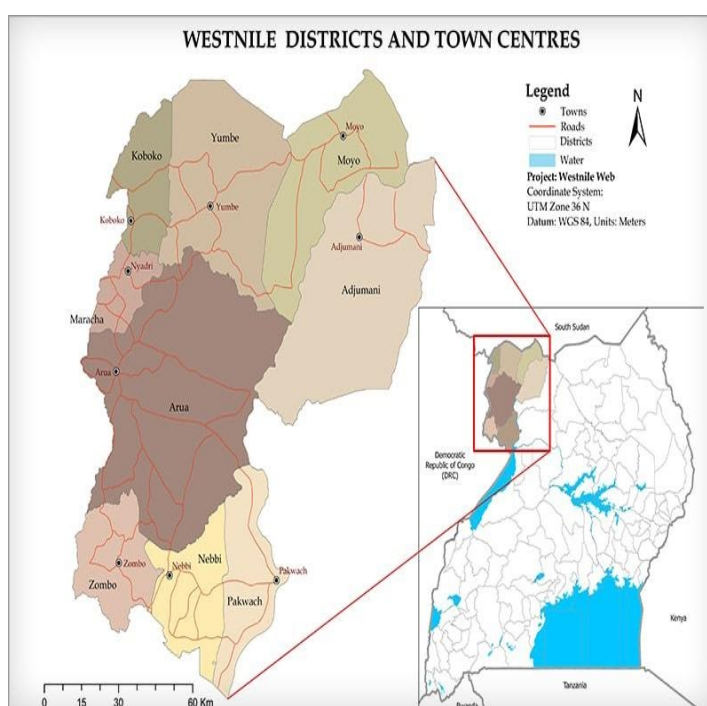 WESTNILE DISTRICTS AND TOWN CENTRES
Legend
Towns
Roads
Districts
Water
Project: Westnile Web
Coordinate System:
UTM Zone 36 N
Datum: WGS 84, Units: Meters
N
Koboko
Yumbe
Moyo
Moyo
Koboko
Yumbe
Adjumani
Nyadri
Adjumani
Maracha
Arua
Arua
Nebbi
Zombo
Nebbi
Pakwach
Zombo
Pakwach
South Sudan
Democratic
Republic of Congo
(DRC)
Kenya
Tanzania
Rwanda
0 15 30 60 Km